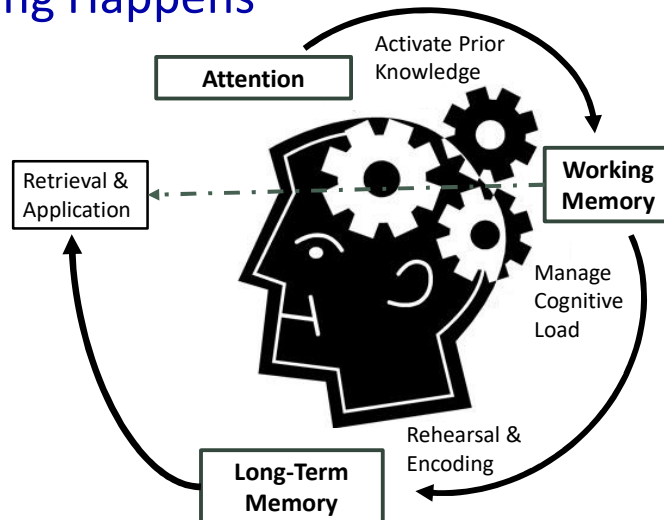 ng Happens
Activate Prior
Knowledge
Attention
Working
Memory
Retrieval &
Application
Manage
Cognitive
Load
Rehearsal &
Encoding
Long-Term
Memory